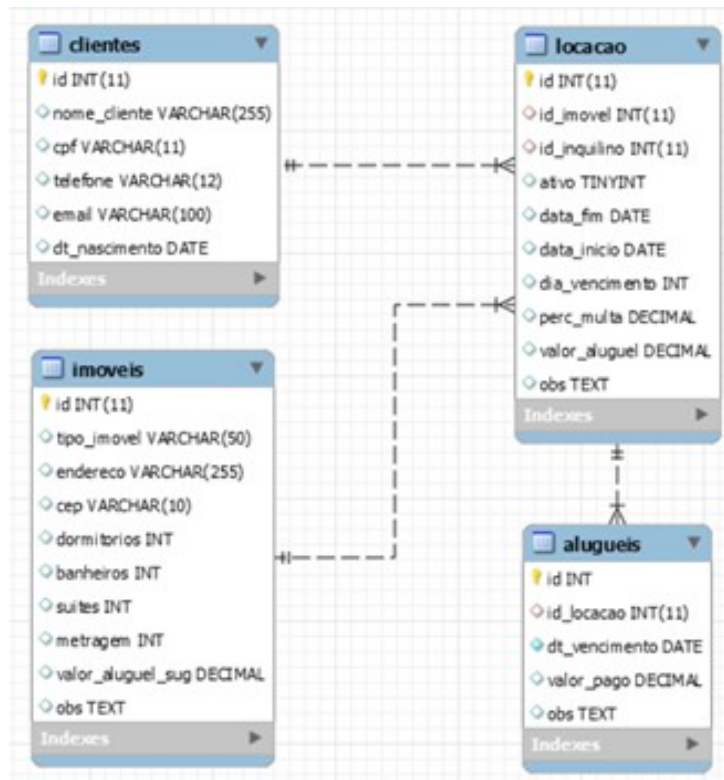 clientes
id INT(11)
nome_cliente VARCHAR(255)
cpf VARCHAR(11)
telefone VARCHAR(12)
email VARCHAR(100)
dt_nascimento DATE
Indexes
imoveis
id INT(11)
tipo_imovel VARCHAR(50)
endereco VARCHAR(255)
cep VARCHAR(10)
dormitorios INT
banheiros INT
suites INT
metragem INT
valor_aluguel_sug DECIMAL
obs TEXT
Indexes
locacao
id INT(11)
id_imovel INT(11)
id_inquilino INT(11)
ativo TINYINT
data_fim DATE
data_inicio DATE
dia_vencimento INT
perc_multa DECIMAL
valor_aluguel DECIMAL
obs TEXT
Indexes
alugueis
id INT
id_locacao INT(11)
dt_vencimento DATE
valor_pago DECIMAL
obs TEXT
Indexes